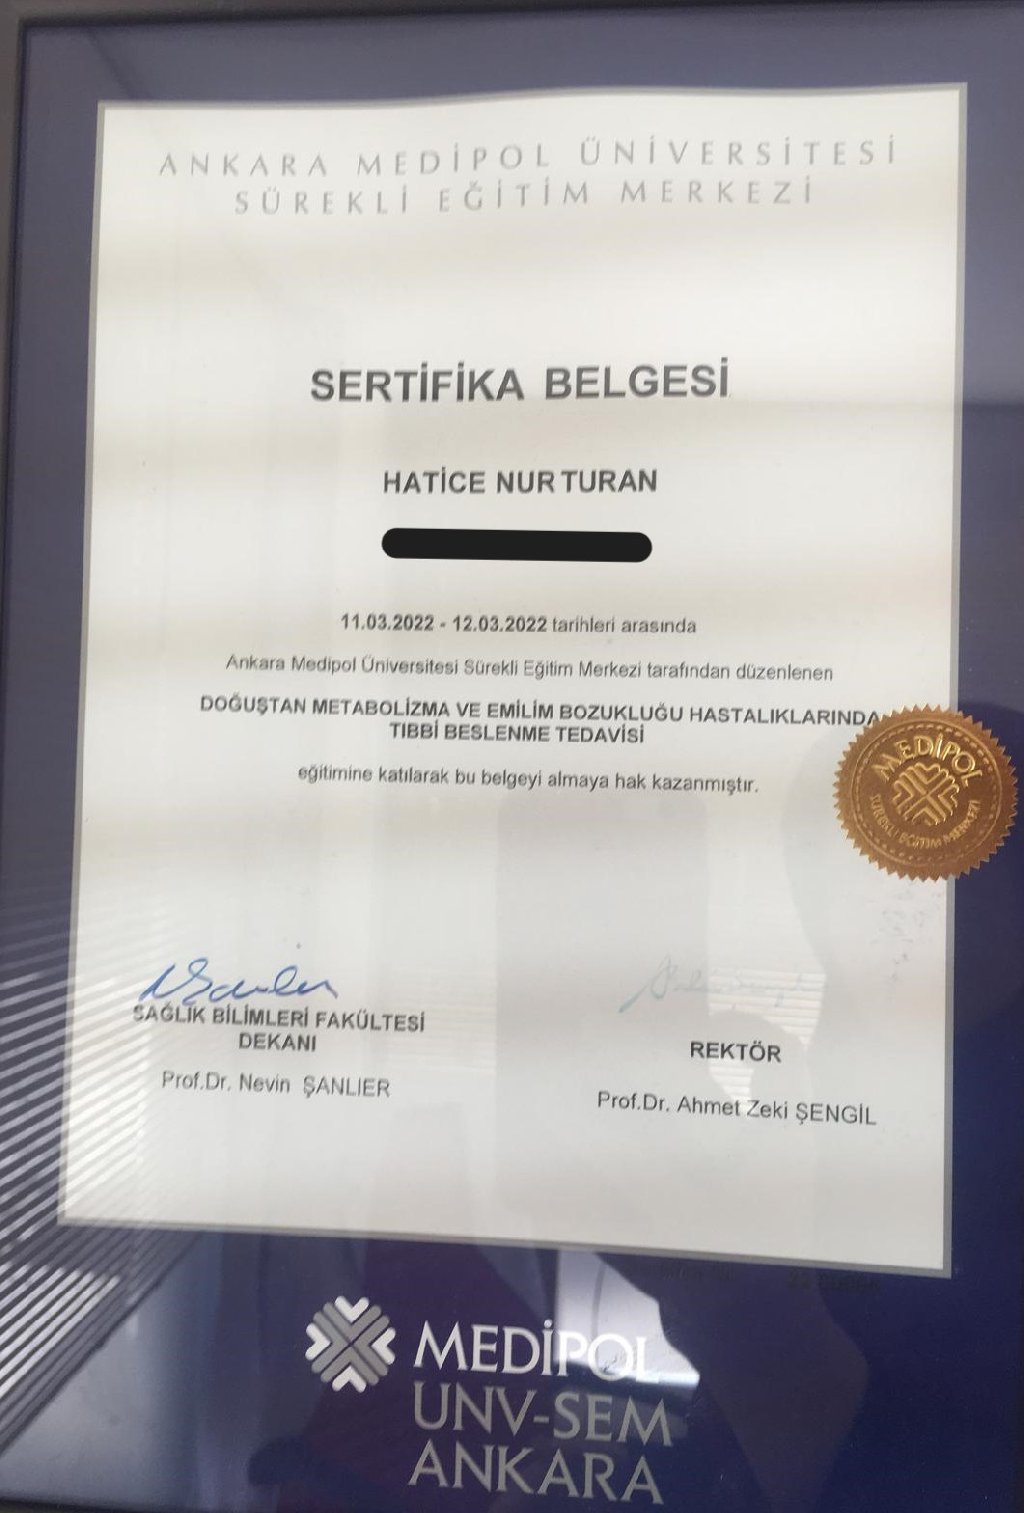 ANKARA MEDİPOL ÜNİVERSİTESİ
SÜREKLİ EĞİTİM MERKEZİ
SERTİFİKA BELGESİ
HATİCE NUR TURAN
11.03.2022 - 12.03.2022 tarihleri arasında
Ankara Medipol Üniversitesi Sürekli Eğitim Merkezi tarafından düzenlenen
DOĞUŞTAN METABOLİZMA VE EMİLİM BOZUKLUĞU HASTALIKLARINDA
TIBBİ BESLENME TEDAVİSİ
eğitimine katılarak bu belgeyi almaya hak kazanmıştır.
MEDİPOL
SÜREKLİ EĞİTİM MERKEZİ
SAĞLIK BİLİMLERİ FAKÜLTESİ
DEKANI
Prof.Dr. Nevin ŞANLIER
REKTÖR
Prof.Dr. Ahmet Zeki ŞENGİL
MEDİPOL
UNV-SEM
ANKARA